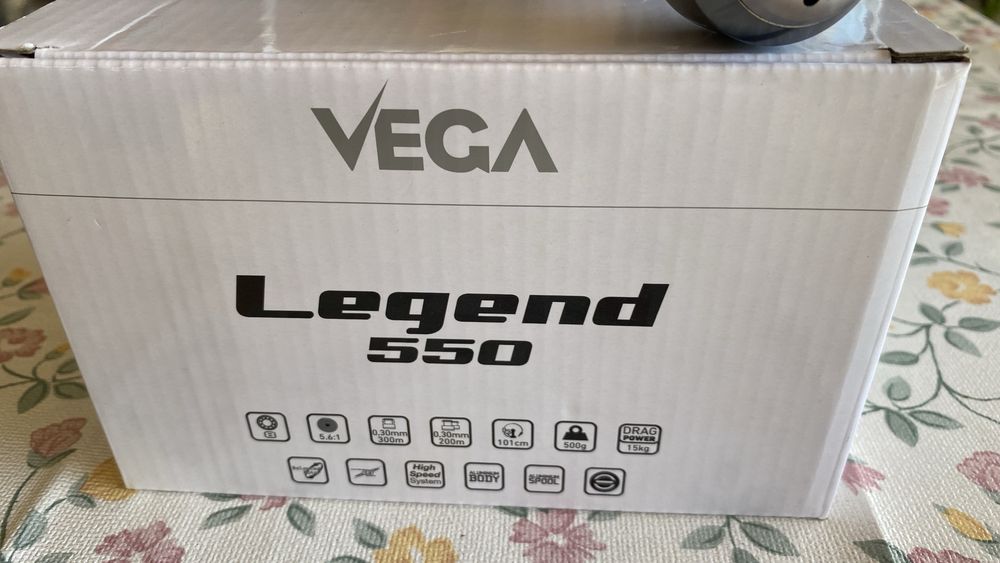 VEGA
Legend
550
5.6:1
0,30mm
300m
0,30mm
200m
101cm
500g
DRAG
POWER
15kg
High
Speed
System
ALUMINIUM
BODY
ALUMINIUM
SPOOL